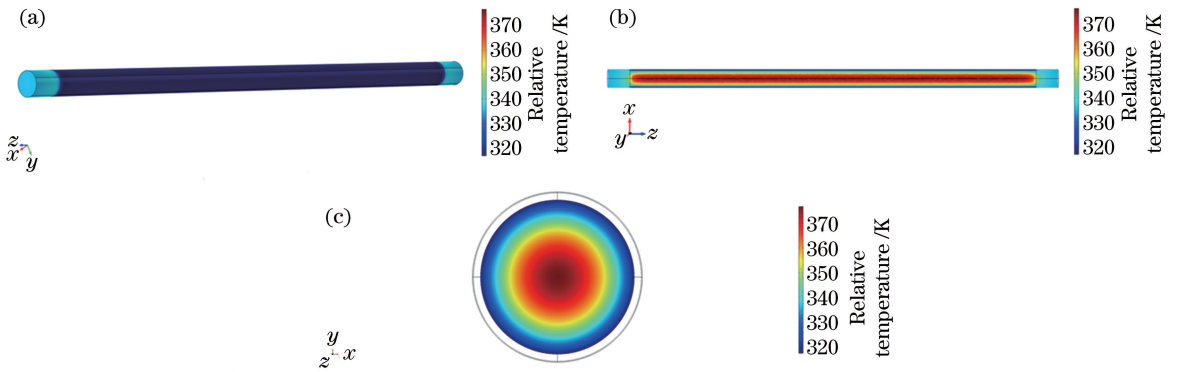 (a)
370
360
350
340
330
320
Relative
temperature /K
z
x
y
(b)
370
360
350
340
330
320
Relative
temperature /K
x
y
z
(c)
370
360
350
340
330
320
Relative
temperature /K
y
z
x